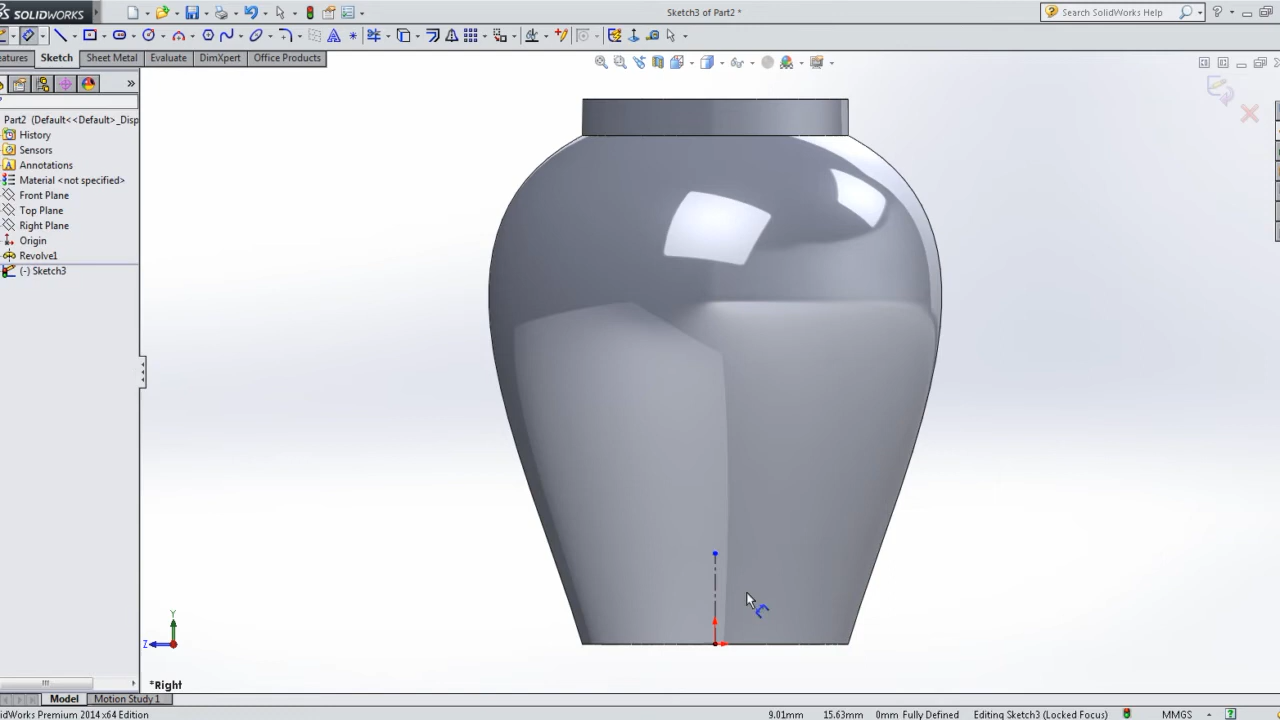 SOLIDWORKS
Sketch3 of Part2 *
Search SolidWorks Help
eatures
Sketch
Sheet Metal
Evaluate
DimXpert
Office Products
Part2 (Default<<Default>_Disp
History
Sensors
Annotations
Material <not specified>
Front Plane
Top Plane
Right Plane
Origin
Revolve1
(-) Sketch3
Y
Z
*Right
Model
Motion Study 1
lidWorks Premium 2014 x64 Edition
9.01mm
15.63mm
0mm Fully Defined
Editing Sketch3 (Locked Focus)
MMGS